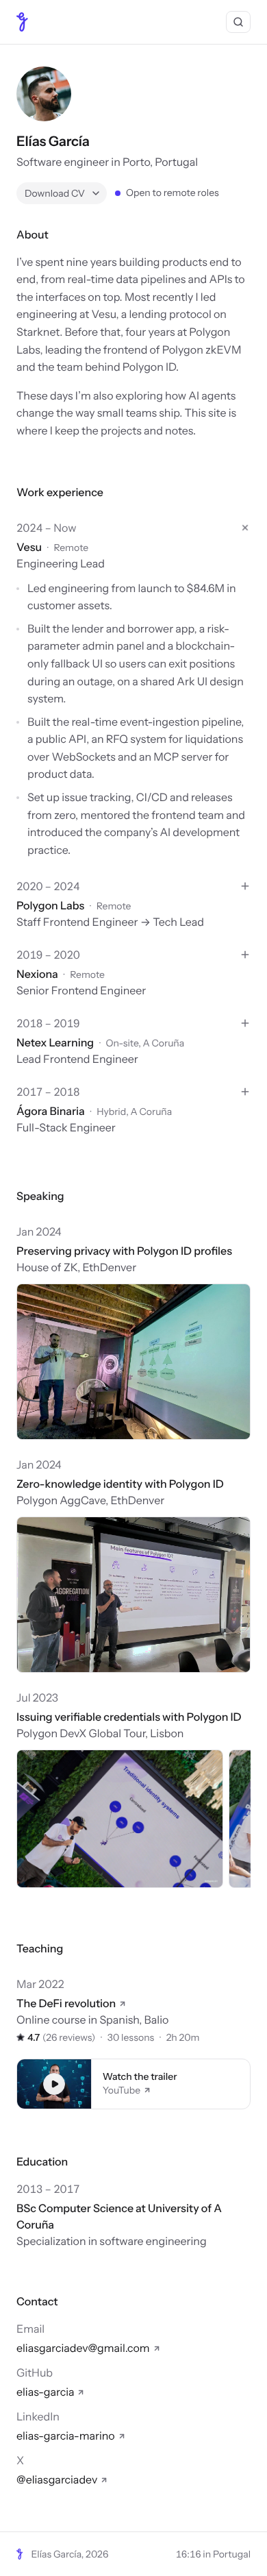 Elías García
Software engineer in Porto, Portugal
Download CV
Open to remote roles
About
I've spent nine years building products end to
end, from real-time data pipelines and APIs to
the interfaces on top. Most recently I led
engineering at Vesu, a lending protocol on
Starknet. Before that, four years at Polygon
Labs, leading the frontend of Polygon zkEVM
and the team behind Polygon ID.
These days I'm also exploring how AI agents
change the way small teams ship. This site is
where I keep the projects and notes.
Work experience
2024 – Now
Vesu · Remote
Engineering Lead
Led engineering from launch to $84.6M in
customer assets.
Built the lender and borrower app, a risk-
parameter admin panel and a blockchain-
only fallback UI so users can exit positions
during an outage, on a shared Ark UI design
system.
Built the real-time event-ingestion pipeline,
a public API, an RFQ system for liquidations
over WebSockets and an MCP server for
product data.
Set up issue tracking, CI/CD and releases
from zero, mentored the frontend team and
introduced the company's AI development
practice.
2020 – 2024
Polygon Labs · Remote
Staff Frontend Engineer → Tech Lead
2019 – 2020
Nexiona · Remote
Senior Frontend Engineer
2018 – 2019
Netex Learning · On-site, A Coruña
Lead Frontend Engineer
2017 – 2018
Ágora Binaria · Hybrid, A Coruña
Full-Stack Engineer
Speaking
Jan 2024
Preserving privacy with Polygon ID profiles
House of ZK, EthDenver
Jan 2024
Zero-knowledge identity with Polygon ID
Polygon AggCave, EthDenver
AGGREGATION
Main features of Polygon ID
Jul 2023
Issuing verifiable credentials with Polygon ID
Polygon DevX Global Tour, Lisbon
Traditional identity systems
Teaching
Mar 2022
The DeFi revolution
Online course in Spanish, Balio
4.7 (26 reviews) · 30 lessons · 2h 20m
Watch the trailer
YouTube
Education
2013 – 2017
BSc Computer Science at University of A
Coruña
Specialization in software engineering
Contact
Email
eliasgarciadev@gmail.com
GitHub
elias-garcia
LinkedIn
elias-garcia-marino
X
@eliasgarciadev
Elías García, 2026
16:16 in Portugal